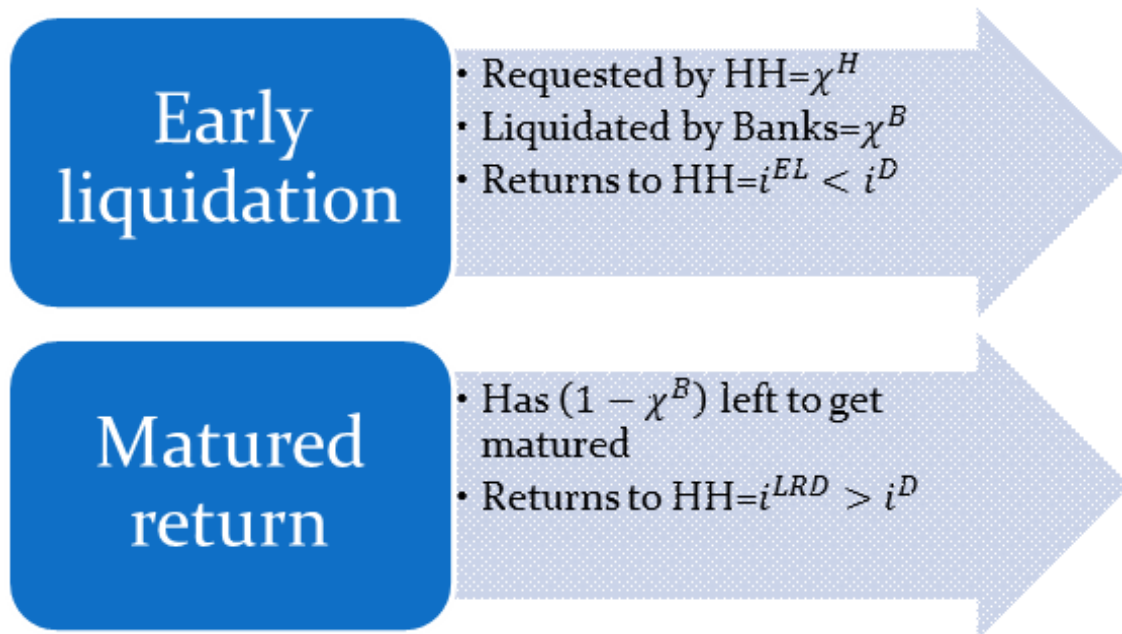 Early
liquidation
• Requested by HH=χ^H
• Liquidated by Banks=χ^B
• Returns to HH=i^{EL} < i^D
Matured
return
• Has (1 − χ^B) left to get
matured
• Returns to HH=i^{LRD} > i^D